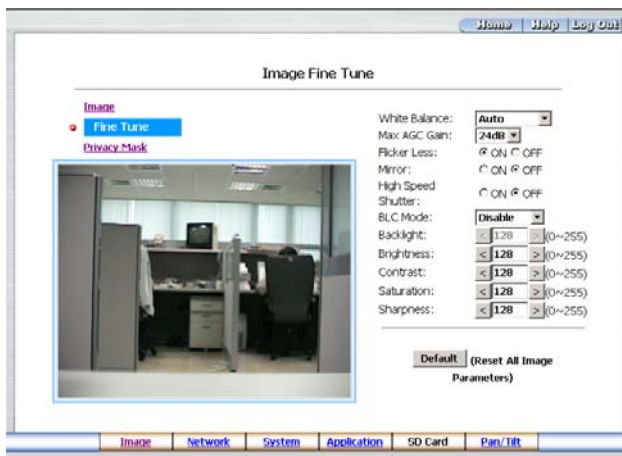 Home Help Log Out
Image Fine Tune
Image
Fine Tune
Privacy Mask
White Balance: Auto
Max AGC Gain: 24dB
Flicker Less: ON OFF
Mirror: ON OFF
High Speed
Shutter: ON OFF
BLC Mode: Disable
Backlight: < 128 > (0~255)
Brightness: < 128 > (0~255)
Contrast: < 128 > (0~255)
Saturation: < 128 > (0~255)
Sharpness: < 128 > (0~255)
Default (Reset All Image
Parameters)
Image Network System Application SD Card Pan/Tilt